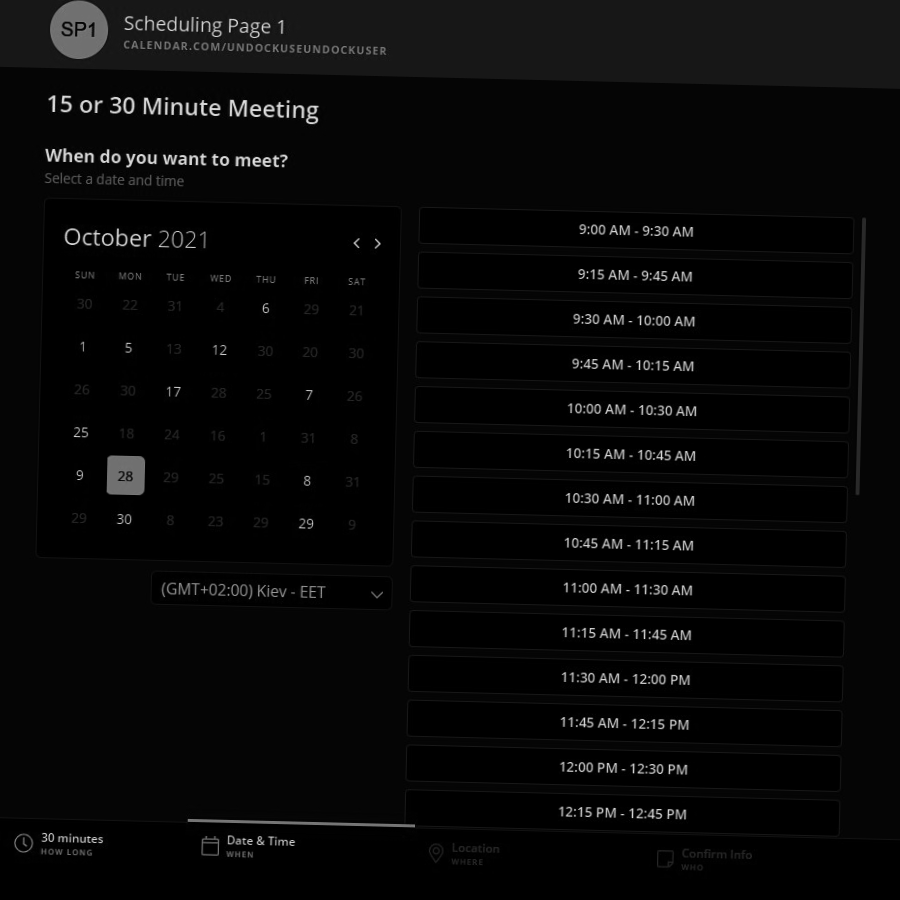 SP1
Scheduling Page 1
CALENDAR.COM/UNDOCKUSEUNDOCKUSER
15 or 30 Minute Meeting
When do you want to meet?
Select a date and time
October 2021
SUN MON TUE WED THU FRI SAT
30 22 31 4 6 29 21
1 5 13 12 30 20 30
26 30 17 28 25 7 26
25 18 24 16 1 31 8
9 28 29 25 15 8 31
29 30 8 23 29 29 9
(GMT+02:00) Kiev - EET
9:00 AM - 9:30 AM
9:15 AM - 9:45 AM
9:30 AM - 10:00 AM
9:45 AM - 10:15 AM
10:00 AM - 10:30 AM
10:15 AM - 10:45 AM
10:30 AM - 11:00 AM
10:45 AM - 11:15 AM
11:00 AM - 11:30 AM
11:15 AM - 11:45 AM
11:30 AM - 12:00 PM
11:45 AM - 12:15 PM
12:00 PM - 12:30 PM
12:15 PM - 12:45 PM
30 minutes
HOW LONG
Date & Time
WHEN
Location
WHERE
Confirm Info
WHO